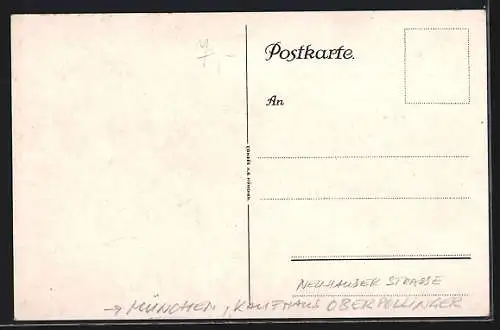 Postkarte.
An
NEUHAUSER STRASSE
→ MÜNCHEN, KAUFHAUS OBERPOLLINGER